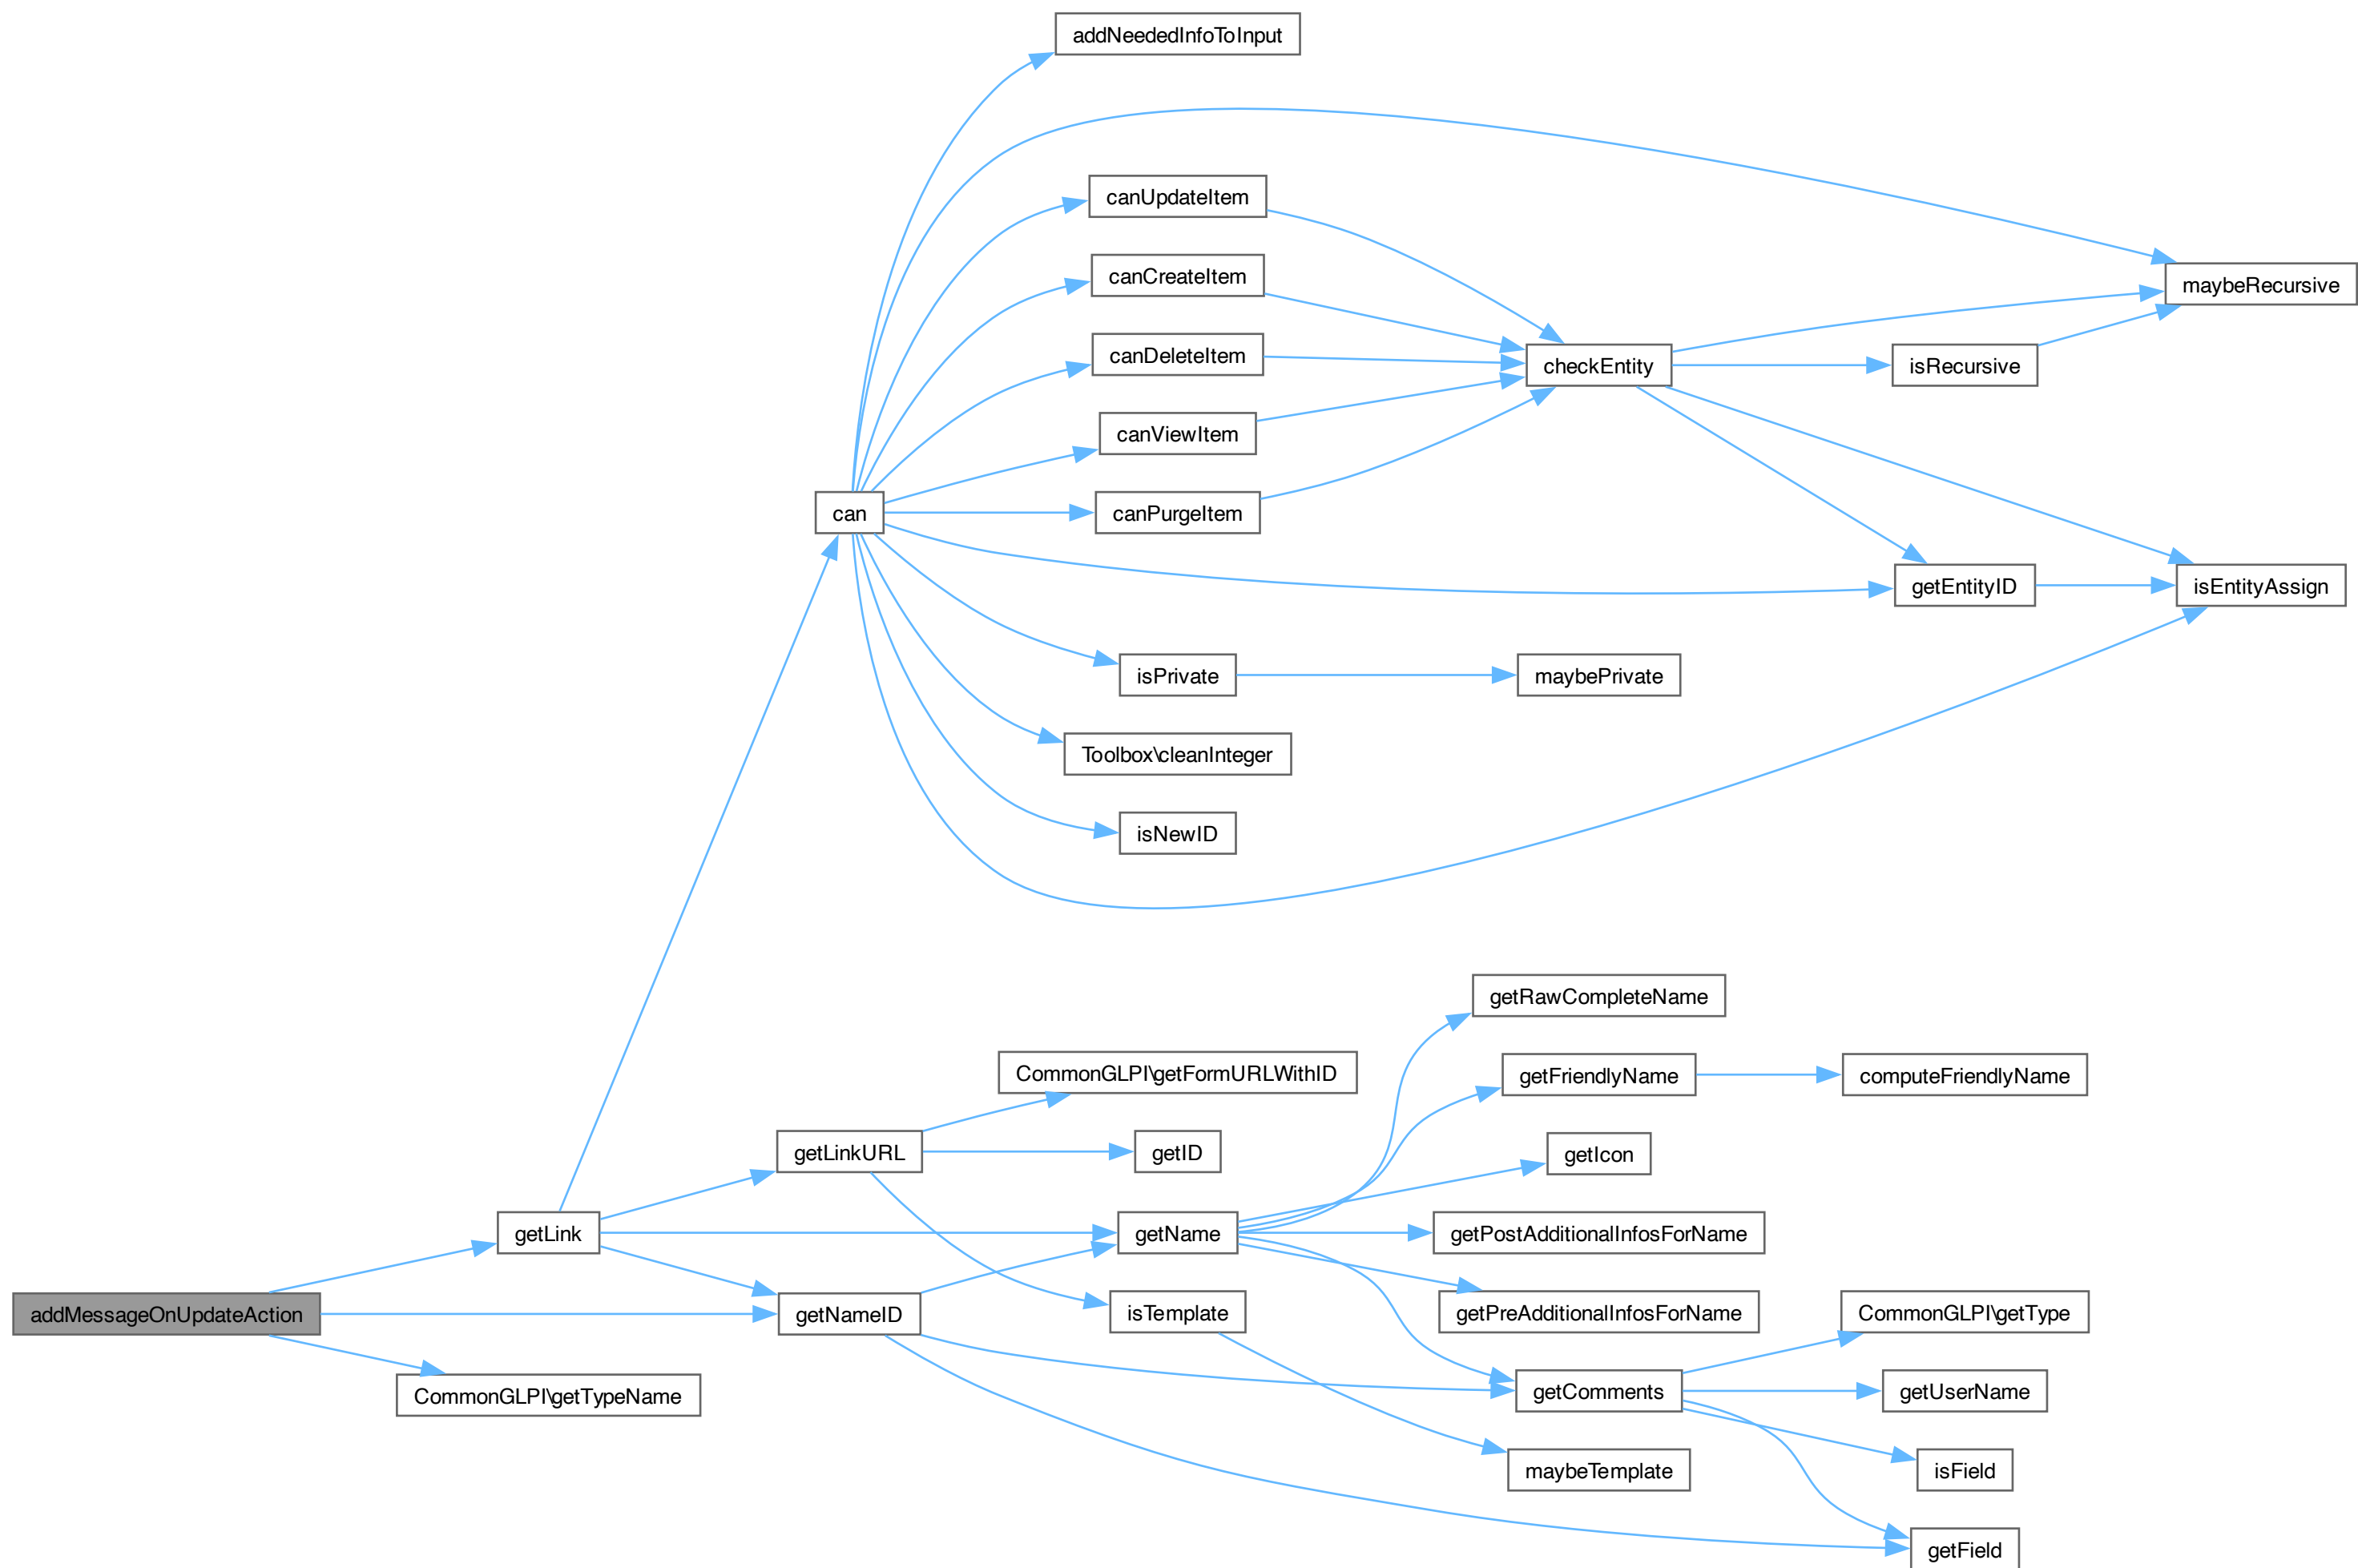 addNeededInfoToInput
canUpdateItem
canCreateItem
maybeRecursive
canDeleteItem
checkEntity
isRecursive
canViewItem
can
canPurgeItem
getEntityID
isEntityAssign
isPrivate
maybePrivate
Toolbox\cleanInteger
isNewID
getRawCompleteName
CommonGLPI\getFormURLWithID
getFriendlyName
computeFriendlyName
getLinkURL
getID
getIcon
getLink
getName
getPostAdditionalInfosForName
addMessageOnUpdateAction
getNameID
isTemplate
getPreAdditionalInfosForName
CommonGLPI\getType
CommonGLPI\getTypeName
getComments
getUserName
maybeTemplate
isField
getField